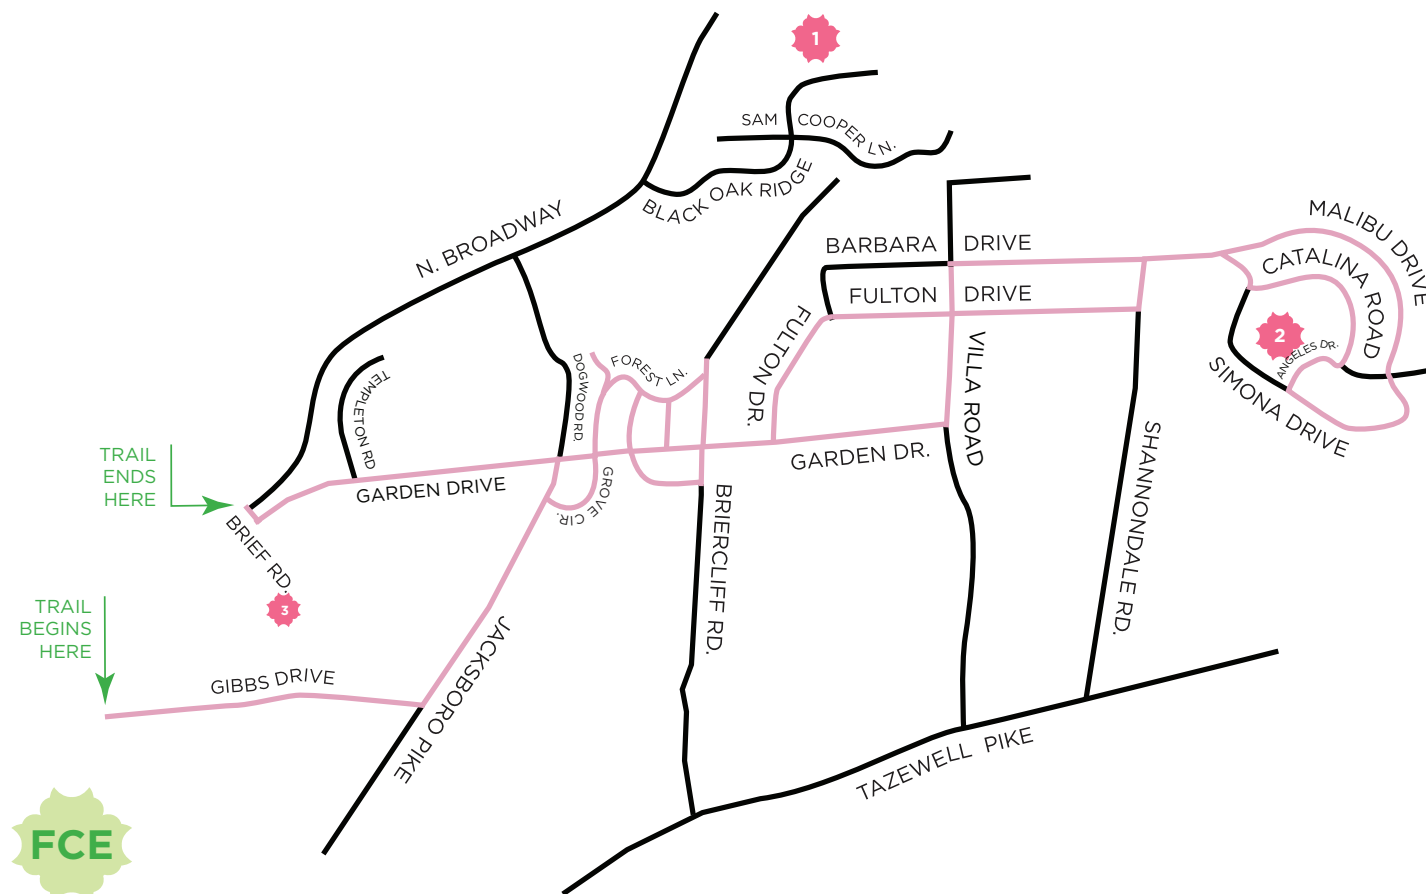 1
SAM COOPER LN.
BLACK OAK RIDGE
N. BROADWAY
MALIBU DRIVE
BARBARA DRIVE
CATALINA ROAD
FULTON DRIVE
FULTON DR.
2
ANGELES DR.
SIMONA DRIVE
VILLA ROAD
FOREST LN.
DOGWOOD RD.
TEMPLETON RD
SHANNONDALE RD.
GARDEN DR.
TRAIL
ENDS
HERE
GARDEN DRIVE
GROVE CIR.
BRIERCLIFF RD.
BRIEF RD.
3
TRAIL
BEGINS
HERE
GIBBS DRIVE
JACKSBORO PIKE
TAZEWELL PIKE
FCE